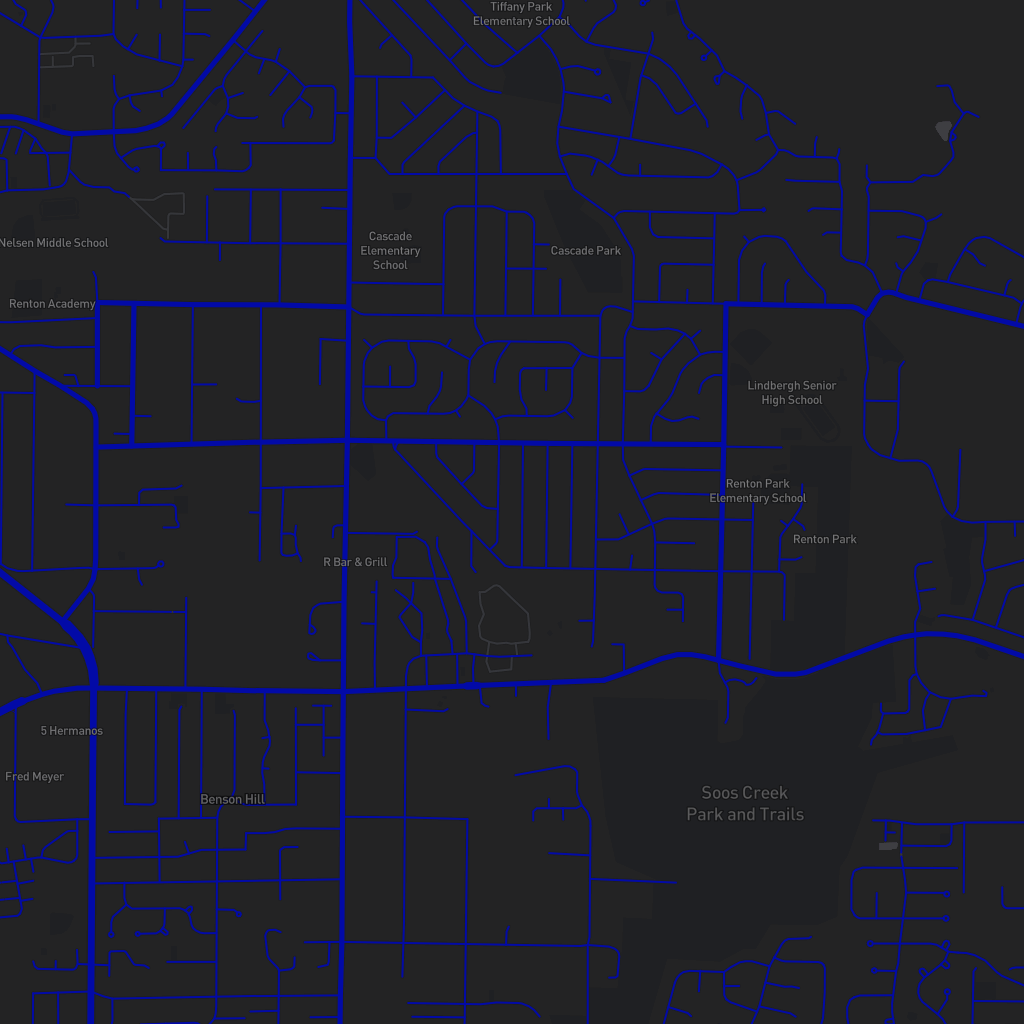 Tiffany Park
Elementary School
Nelsen Middle School
Cascade
Elementary
School
Cascade Park
Renton Academy
Lindbergh Senior
High School
Renton Park
Elementary School
Renton Park
R Bar & Grill
5 Hermanos
Fred Meyer
Benson Hill
Soos Creek
Park and Trails